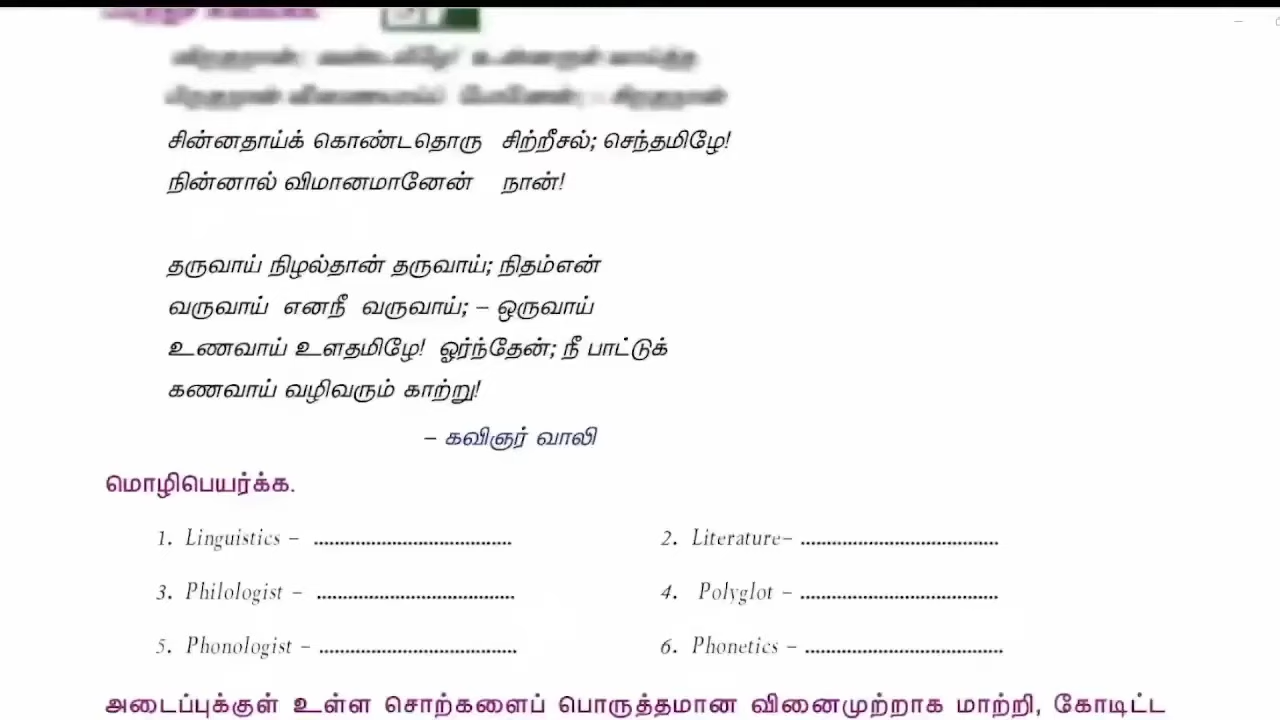 சின்னதாய்க் கொண்டதொரு சிற்றீசல்; செந்தமிழே!
நின்னால் விமானமானேன் நான்!
தருவாய் நிழல்தான் தருவாய்; நிதம்என்
வருவாய் எனநீ வருவாய்; – ஒருவாய்
உணவாய் உளதமிழே! ஓர்ந்தேன்; நீ பாட்டுக்
கணவாய் வழிவரும் காற்று!
– கவிஞர் வாலி
மொழிபெயர்க்க.
1. Linguistics – ......................................
2. Literature– ......................................
3. Philologist – ......................................
4. Polyglot – ......................................
5. Phonologist – ......................................
6. Phonetics – ......................................
அடைப்புக்குள் உள்ள சொற்களைப் பொருத்தமான வினைமுற்றாக மாற்றி, கோடிட்ட